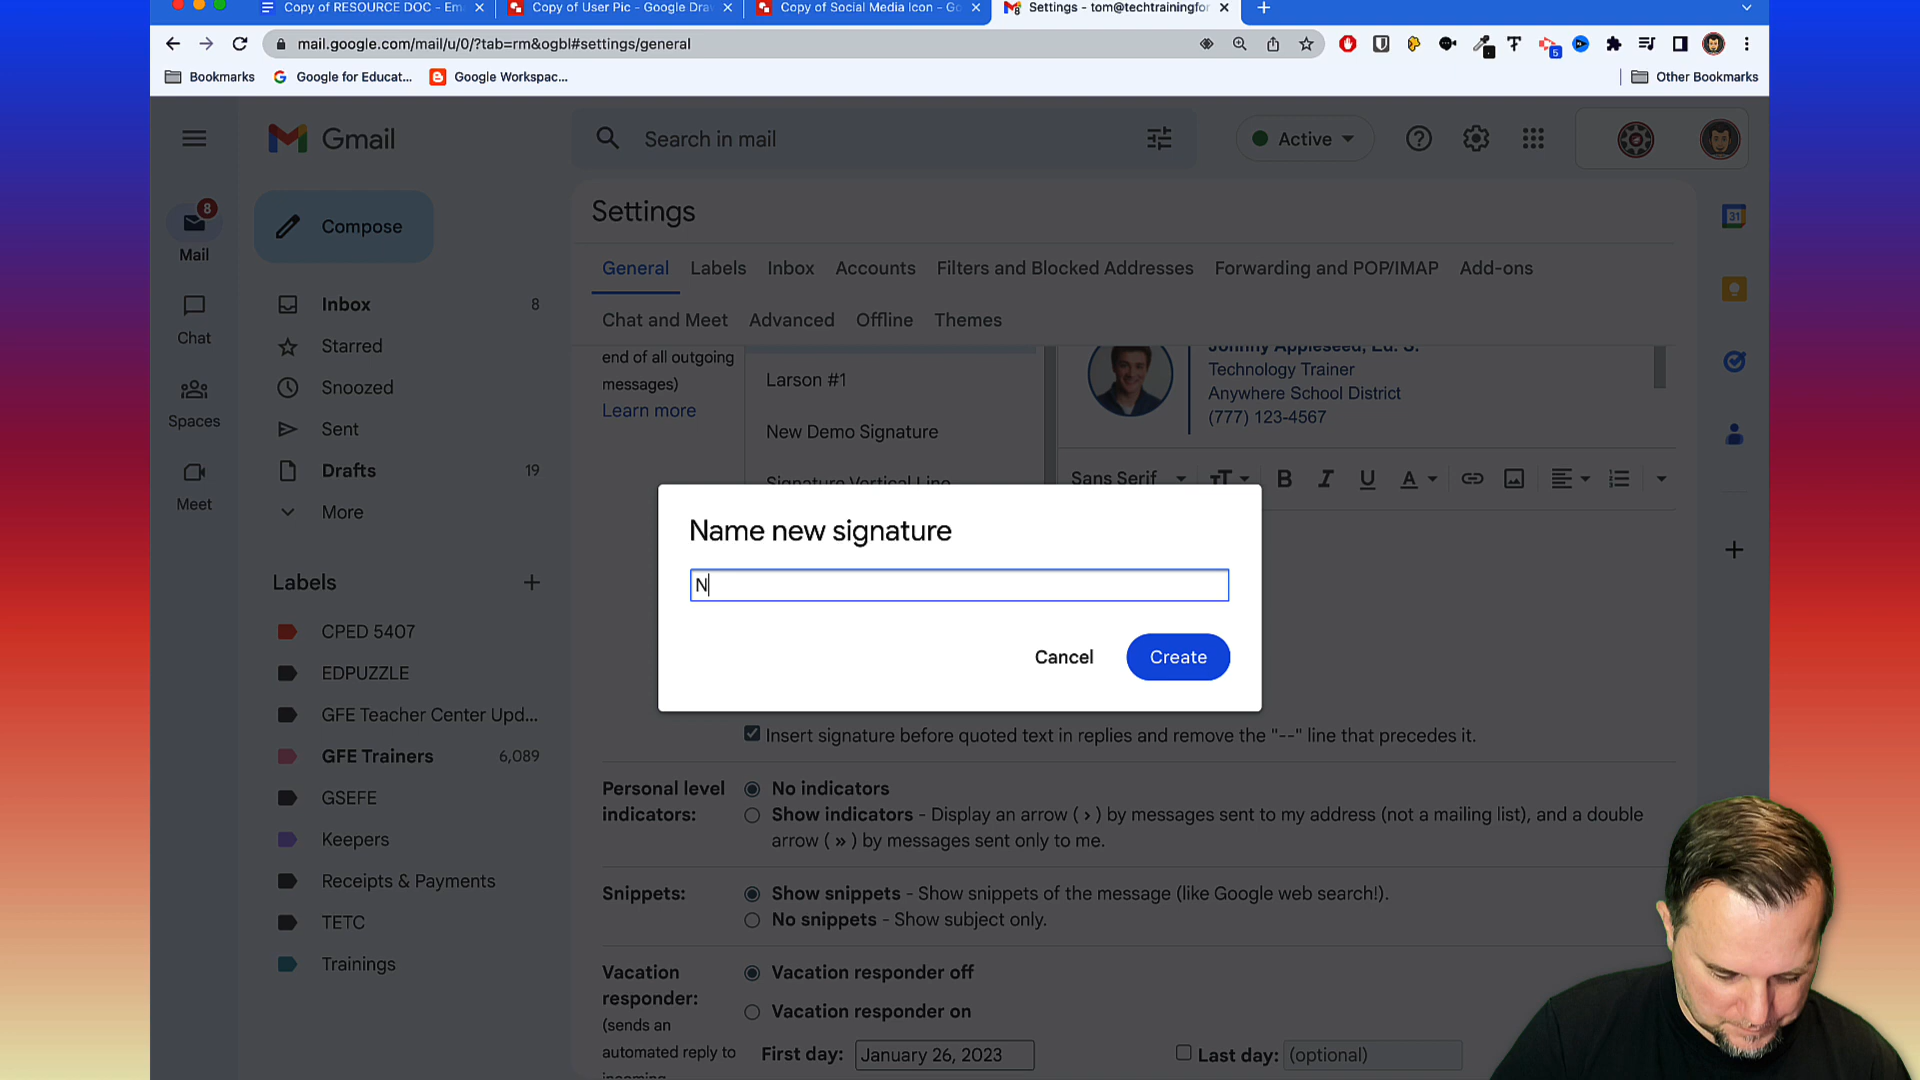 Copy of RESOURCE DOC - Em
Copy of User Pic - Google Dra
Copy of Social Media Icon - Go
Settings - tom@techtrainingfor
mail.google.com/mail/u/0/?tab=rm&ogbl#settings/general
5
Bookmarks
Google for Educat...
Google Workspac...
Other Bookmarks
Gmail
Search in mail
Active
8
Mail
Chat
Spaces
Meet
Compose
Inbox 8
Starred
Snoozed
Sent
Drafts 19
More
Labels
CPED 5407
EDPUZZLE
GFE Teacher Center Upd...
GFE Trainers 6,089
GSEFE
Keepers
Receipts & Payments
TETC
Trainings
Settings
General Labels Inbox Accounts Filters and Blocked Addresses Forwarding and POP/IMAP Add-ons
Chat and Meet Advanced Offline Themes
end of all outgoing
messages)
Learn more
Larson #1
New Demo Signature
Signature Vertical Line
Johnny Appleseed, Ed. S.
Technology Trainer
Anywhere School District
(777) 123-4567
Sans Serif
Name new signature
N
Cancel
Create
Insert signature before quoted text in replies and remove the "--" line that precedes it.
Personal level
indicators:
No indicators
Show indicators - Display an arrow ( › ) by messages sent to my address (not a mailing list), and a double
arrow ( » ) by messages sent only to me.
Snippets:
Show snippets - Show snippets of the message (like Google web search!).
No snippets - Show subject only.
Vacation
responder:
(sends an
automated reply to
Vacation responder off
Vacation responder on
First day: January 26, 2023
Last day: (optional)
31